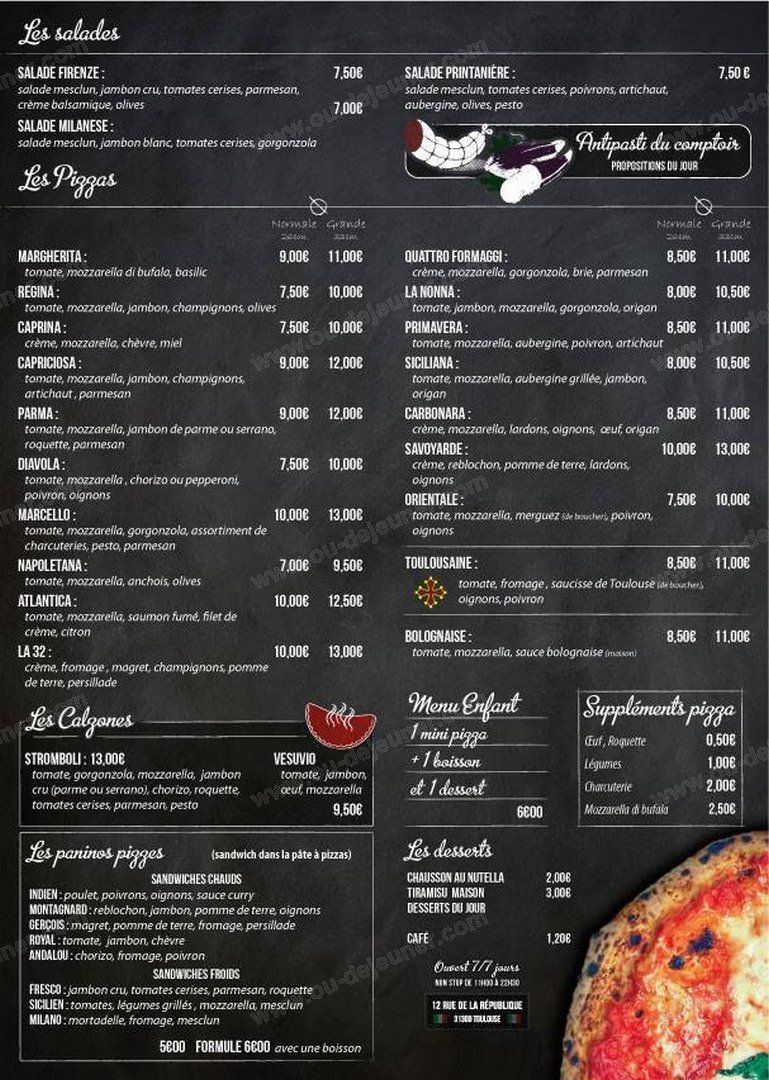 Les salades
SALADE FIRENZE : 7,50€
salade mesclun, jambon cru, tomates cerises, parmesan,
crème balsamique, olives
7,00€
SALADE MILANESE :
salade mesclun, jambon blanc, tomates cerises, gorgonzola
SALADE PRINTANIÈRE : 7,50 €
salade mesclun, tomates cerises, poivrons, artichaut,
aubergine, olives, pesto
Antipasti du comptoir
PROPOSITIONS DU JOUR
Les Pizzas
Normale Grande
MARGHERITA : 9,00€ 11,00€
tomate, mozzarella di bufala, basilic
REGINA : 7,50€ 10,00€
tomate, mozzarella, jambon, champignons, olives
CAPRINA : 7,50€ 10,00€
crème, mozzarella, chèvre, miel
CAPRICIOSA : 9,00€ 12,00€
tomate, mozzarella, jambon, champignons,
artichaut , parmesan
PARMA : 9,00€ 12,00€
tomate, mozzarella, jambon de parme ou serrano,
roquette, parmesan
DIAVOLA : 7,50€ 10,00€
tomate, mozzarella , chorizo ou pepperoni,
poivron, oignons
MARCELLO : 10,00€ 13,00€
tomate, mozzarella, gorgonzola, assortiment de
charcuteries, pesto, parmesan
NAPOLETANA : 7,00€ 9,50€
tomate, mozzarella, anchois, olives
ATLANTICA : 10,00€ 12,50€
tomate, mozzarella, saumon fumé, filet de
crème, citron
LA 32 : 10,00€ 13,00€
crème, fromage , magret, champignons, pomme
de terre, persillade
Normale Grande
QUATTRO FORMAGGI : 8,50€ 11,00€
crème, mozzarella, gorgonzola, brie, parmesan
LA NONNA : 8,00€ 10,50€
tomate, jambon, mozzarella, gorgonzola, origan
PRIMAVERA : 8,50€ 11,00€
tomate, mozzarella, aubergine, poivron, artichaut
SICILIANA : 8,00€ 10,50€
tomate, mozzarella, aubergine grillée, jambon,
origan
CARBONARA : 8,50€ 11,00€
crème, mozzarella, lardons, oignons, œuf, origan
SAVOYARDE : 10,00€ 13,00€
crème, reblochon, pomme de terre, lardons,
oignons
ORIENTALE : 7,50€ 10,00€
tomate, mozzarella, merguez (de boucher), poivron,
oignons
TOULOUSAINE : 8,50€ 11,00€
tomate, fromage , saucisse de Toulouse (de boucher),
oignons, poivron
BOLOGNAISE : 8,50€ 11,00€
tomate, mozzarella, sauce bolognaise (maison)
Les Calzones
STROMBOLI : 13,00€
tomate, gorgonzola, mozzarella, jambon
cru (parme ou serrano), chorizo, roquette,
tomates cerises, parmesan, pesto
VESUVIO
tomate, jambon,
œuf, mozzarella
9,50€
Menu Enfant
1 mini pizza
+ 1 boisson
et 1 dessert
6€00
Suppléments pizza
Œuf , Roquette 0,50€
Légumes 1,00€
Charcuterie 2,00€
Mozzarella di bufala 2,50€
Les paninos pizzes (sandwich dans la pâte à pizzas)
SANDWICHES CHAUDS
INDIEN : poulet, poivrons, oignons, sauce curry
MONTAGNARD : reblochon, jambon, pomme de terre, oignons
GERÇOIS : magret, pomme de terre, fromage, persillade
ROYAL : tomate, jambon, chèvre
ANDALOU : chorizo, fromage, poivron
SANDWICHES FROIDS
FRESCO : jambon cru, tomates cerises, parmesan, roquette
SICILIEN : tomates, légumes grillés , mozzarella, mesclun
MILANO : mortadelle, fromage, mesclun
5€00 FORMULE 6€00 avec une boisson
Les desserts
CHAUSSON AU NUTELLA 2,00€
TIRAMISU MAISON 3,00€
DESSERTS DU JOUR
CAFÉ 1,20€
Ouvert 7/7 jours
NON STOP DE 11H00 À 22H30
12 RUE DE LA RÉPUBLIQUE
31300 TOULOUSE
www.ou-dejeuner.com